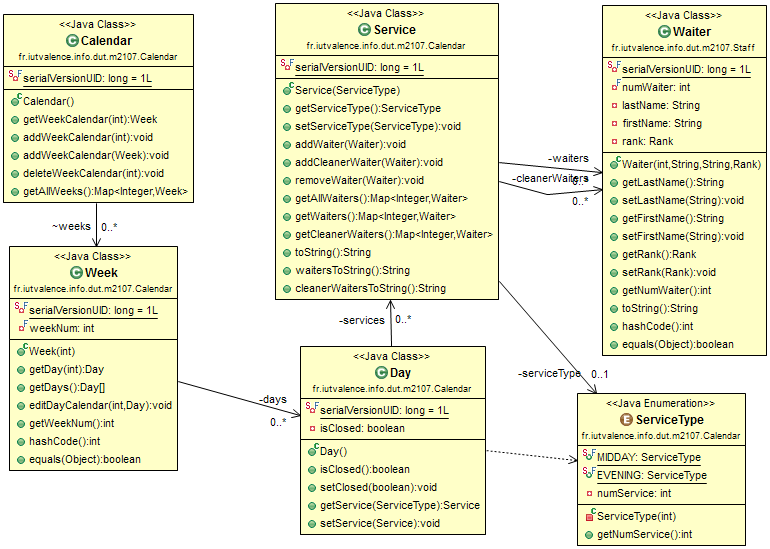 <<Java Class>>
Calendar
fr.iutvalence.info.dut.m2107.Calendar
serialVersionUID: long = 1L
Calendar()
getWeekCalendar(int):Week
addWeekCalendar(int):void
addWeekCalendar(Week):void
deleteWeekCalendar(int):void
getAllWeeks():Map<Integer,Week>
~weeks
0..*
<<Java Class>>
Week
fr.iutvalence.info.dut.m2107.Calendar
serialVersionUID: long = 1L
weekNum: int
Week(int)
getDay(int):Day
getDays():Day[]
editDayCalendar(int,Day):void
getWeekNum():int
hashCode():int
equals(Object):boolean
-days
0..*
<<Java Class>>
Service
fr.iutvalence.info.dut.m2107.Calendar
serialVersionUID: long = 1L
Service(ServiceType)
getServiceType():ServiceType
setServiceType(ServiceType):void
addWaiter(Waiter):void
addCleanerWaiter(Waiter):void
removeWaiter(Waiter):void
getAllWaiters():Map<Integer,Waiter>
getWaiters():Map<Integer,Waiter>
getCleanerWaiters():Map<Integer,Waiter>
toString():String
waitersToString():String
cleanerWaitersToString():String
-services
0..*
<<Java Class>>
Day
fr.iutvalence.info.dut.m2107.Calendar
serialVersionUID: long = 1L
isClosed: boolean
Day()
isClosed():boolean
setClosed(boolean):void
getService(ServiceType):Service
setService(Service):void
-waiters
0..*
-cleanerWaiters
0..*
<<Java Class>>
Waiter
fr.iutvalence.info.dut.m2107.Staff
serialVersionUID: long = 1L
numWaiter: int
lastName: String
firstName: String
rank: Rank
Waiter(int,String,String,Rank)
getLastName():String
setLastName(String):void
getFirstName():String
setFirstName(String):void
getRank():Rank
setRank(Rank):void
getNumWaiter():int
toString():String
hashCode():int
equals(Object):boolean
-serviceType
0..1
<<Java Enumeration>>
ServiceType
fr.iutvalence.info.dut.m2107.Calendar
MIDDAY: ServiceType
EVENING: ServiceType
numService: int
ServiceType(int)
getNumService():int